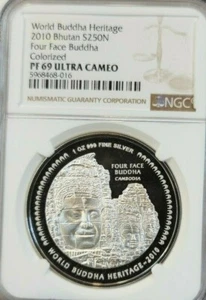 World Buddha Heritage
2010 Bhutan S250N
Four Face Buddha
Colorized
PF 69 ULTRA CAMEO
5968468-016
NUMISMATIC GUARANTY CORPORATION
NGC
1 OZ 999 FINE SILVER
FOUR FACE
BUDDHA
CAMBODIA
WORLD BUDDHA HERITAGE - 2010